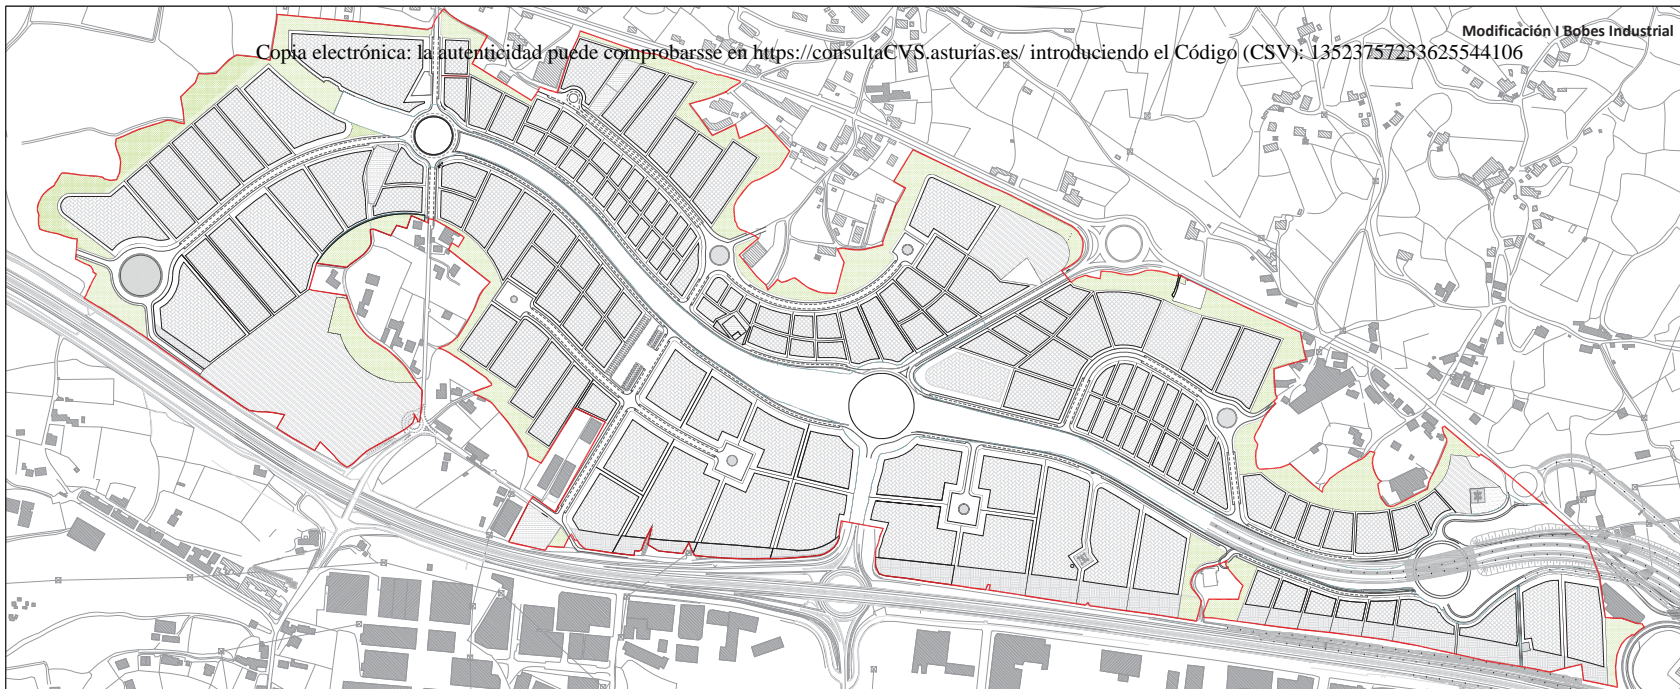 Modificación I Bobes Industrial
Copia electrónica: la autenticidad puede comprobarsse en https://consultaCVS.asturias.es/ introduciendo el Código (CSV): 13523757233625544106